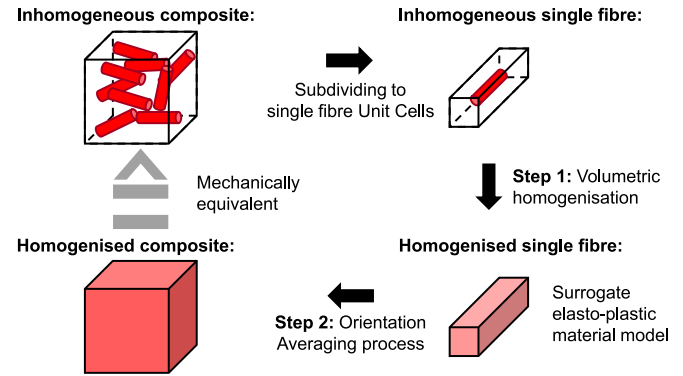 Inhomogeneous composite:
Inhomogeneous single fibre:
Subdividing to
single fibre Unit Cells
Step 1: Volumetric
homogenisation
Mechanically
equivalent
Homogenised composite:
Homogenised single fibre:
Surrogate
elasto-plastic
material model
Step 2: Orientation
Averaging process